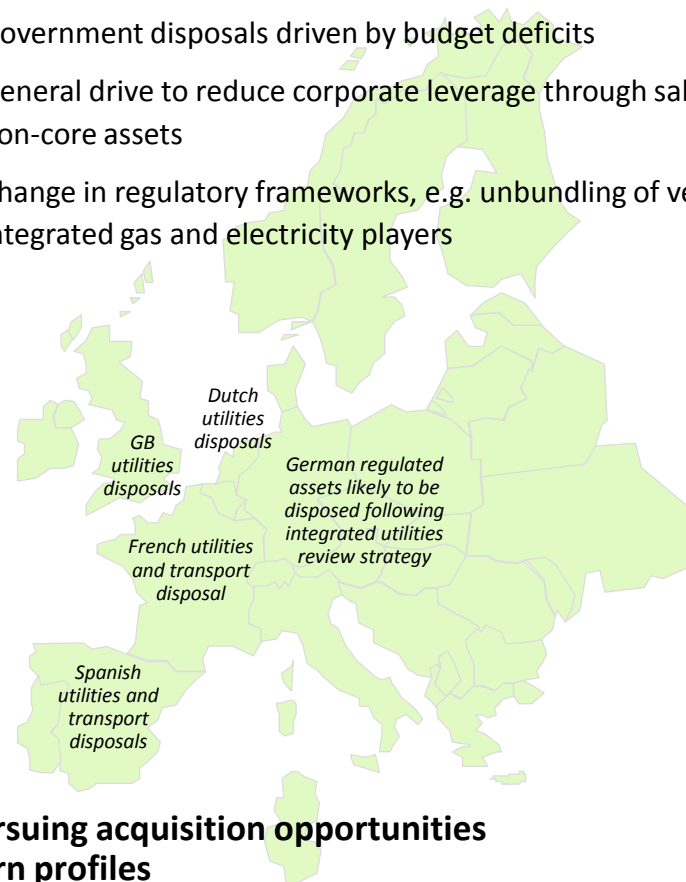 overnment disposals driven by budget deficits
eneral drive to reduce corporate leverage through sal
on-core assets
hange in regulatory frameworks, e.g. unbundling of ve
ntegrated gas and electricity players
Dutch
utilities
disposals
GB
utilities
disposals
German regulated
assets likely to be
disposed following
integrated utilities
review strategy
French utilities
and transport
disposal
Spanish
utilities and
transport
disposals
rsuing acquisition opportunities
rn profiles